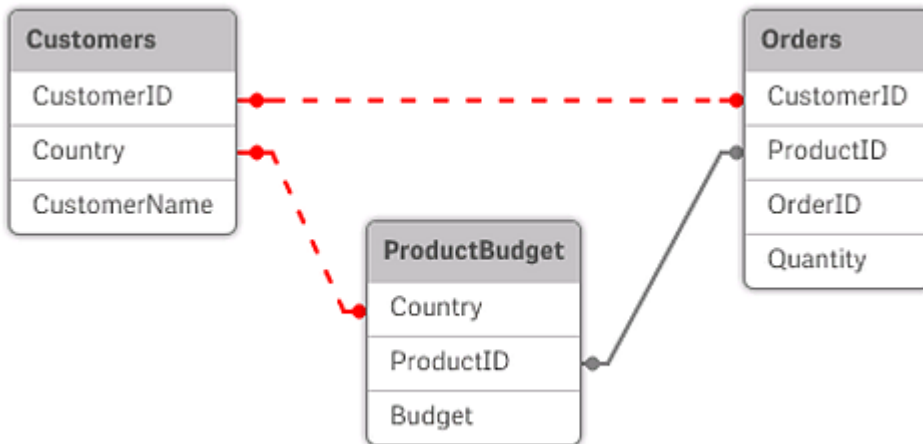 Customers
CustomerID
Country
CustomerName
ProductBudget
Country
ProductID
Budget
Orders
CustomerID
ProductID
OrderID
Quantity